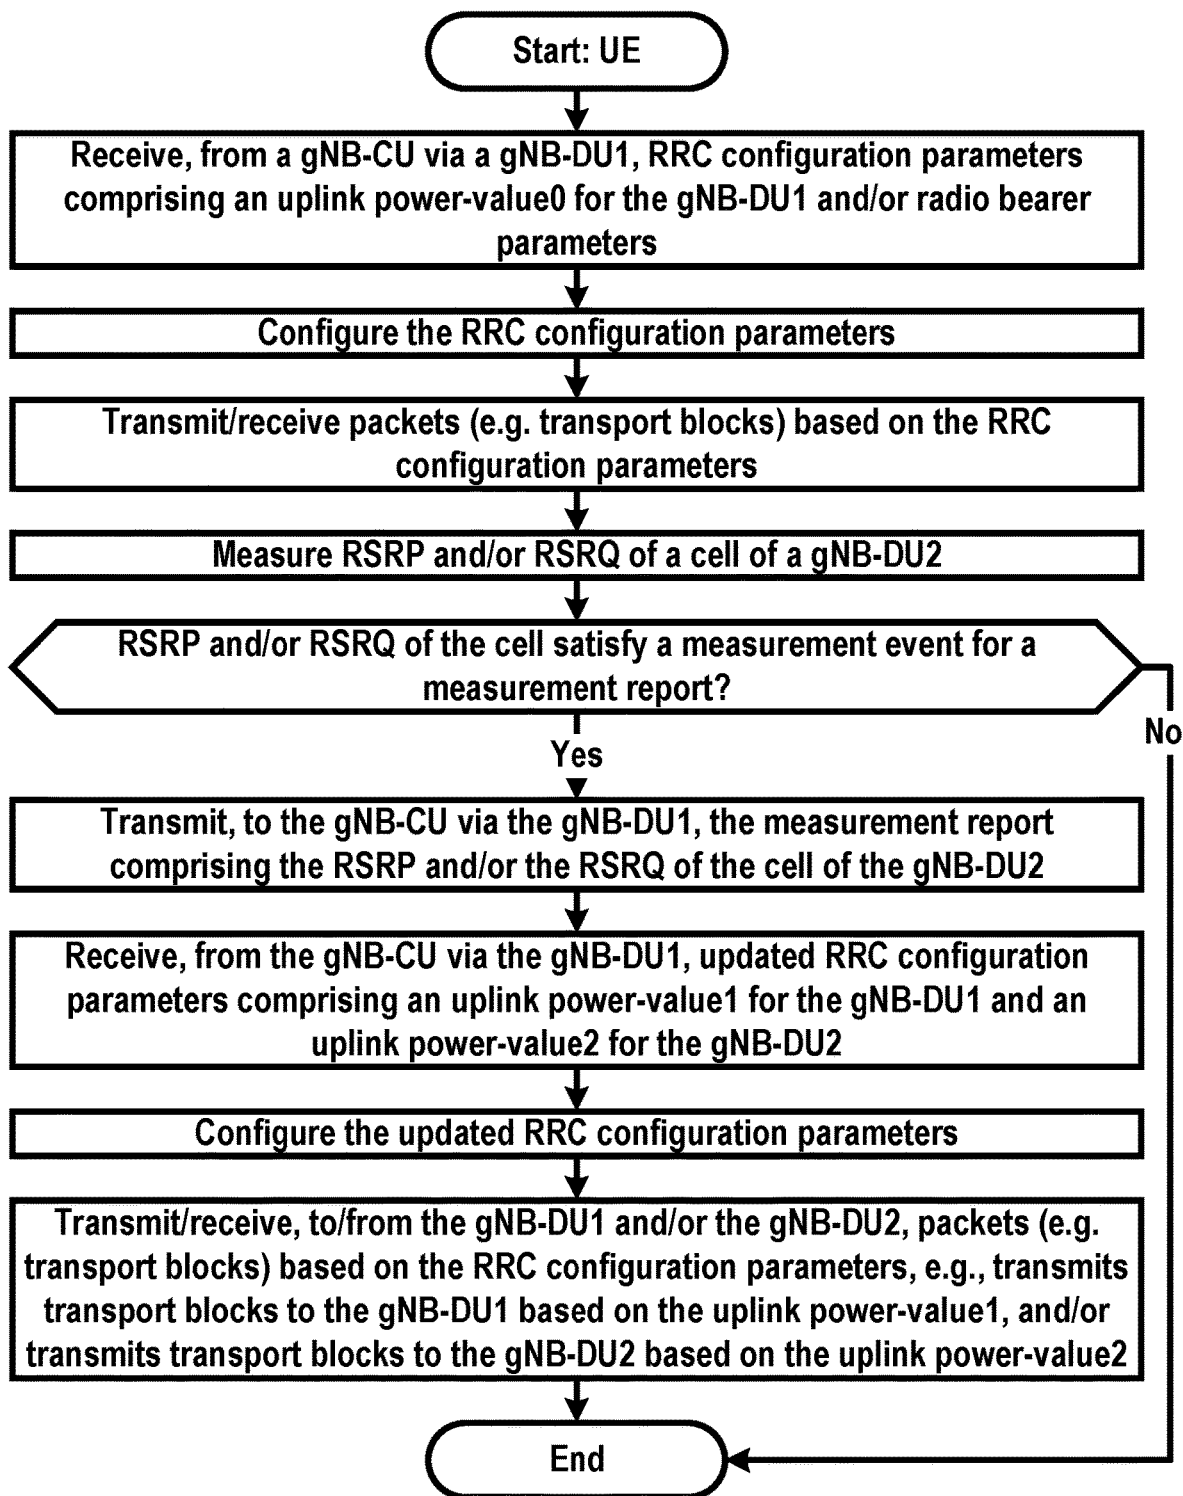 Start: UE
Receive, from a gNB-CU via a gNB-DU1, RRC configuration parameters
comprising an uplink power-value0 for the gNB-DU1 and/or radio bearer
parameters
Configure the RRC configuration parameters
Transmit/receive packets (e.g. transport blocks) based on the RRC
configuration parameters
Measure RSRP and/or RSRQ of a cell of a gNB-DU2
RSRP and/or RSRQ of the cell satisfy a measurement event for a
measurement report?
No
Yes
Transmit, to the gNB-CU via the gNB-DU1, the measurement report
comprising the RSRP and/or the RSRQ of the cell of the gNB-DU2
Receive, from the gNB-CU via the gNB-DU1, updated RRC configuration
parameters comprising an uplink power-value1 for the gNB-DU1 and an
uplink power-value2 for the gNB-DU2
Configure the updated RRC configuration parameters
Transmit/receive, to/from the gNB-DU1 and/or the gNB-DU2, packets (e.g.
transport blocks) based on the RRC configuration parameters, e.g., transmits
transport blocks to the gNB-DU1 based on the uplink power-value1, and/or
transmits transport blocks to the gNB-DU2 based on the uplink power-value2
End